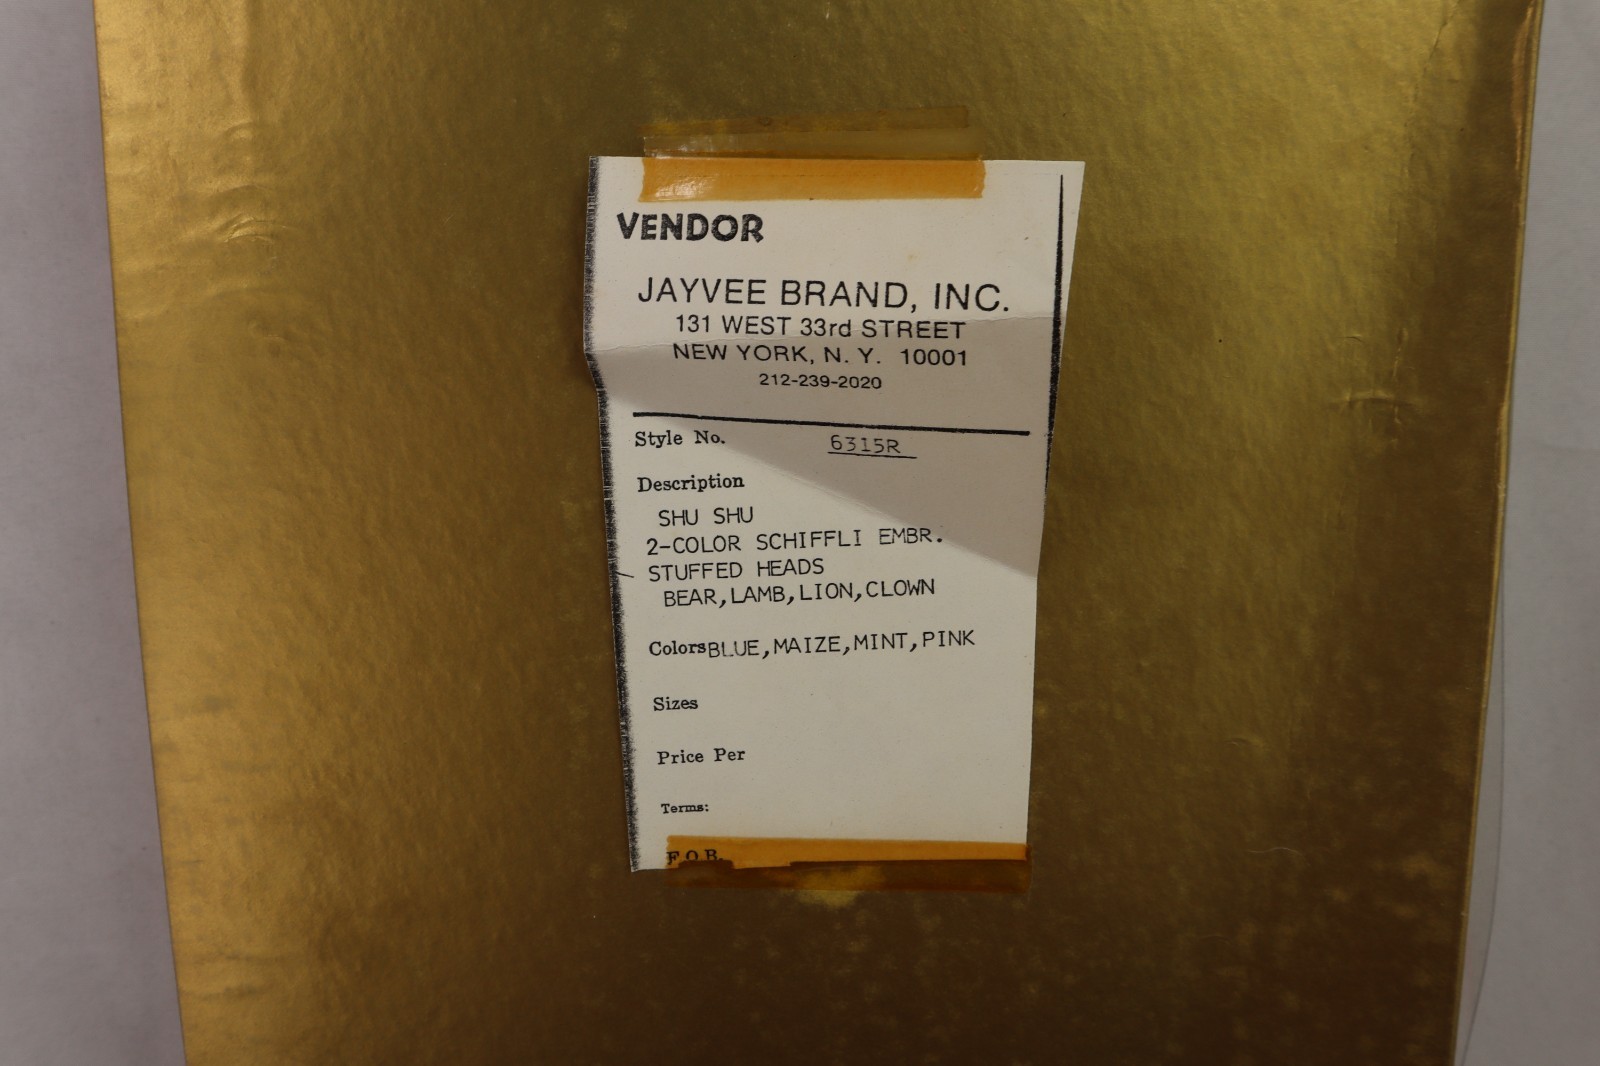 VENDOR
JAYVEE BRAND, INC.
131 WEST 33rd STREET
NEW YORK, N. Y. 10001
212-239-2020
Style No. 6315R
Description
SHU SHU
2-COLOR SCHIFFLI EMBR.
STUFFED HEADS
BEAR,LAMB,LION,CLOWN
Colors BLUE,MAIZE,MINT,PINK
Sizes
Price Per
Terms:
F.O.B.